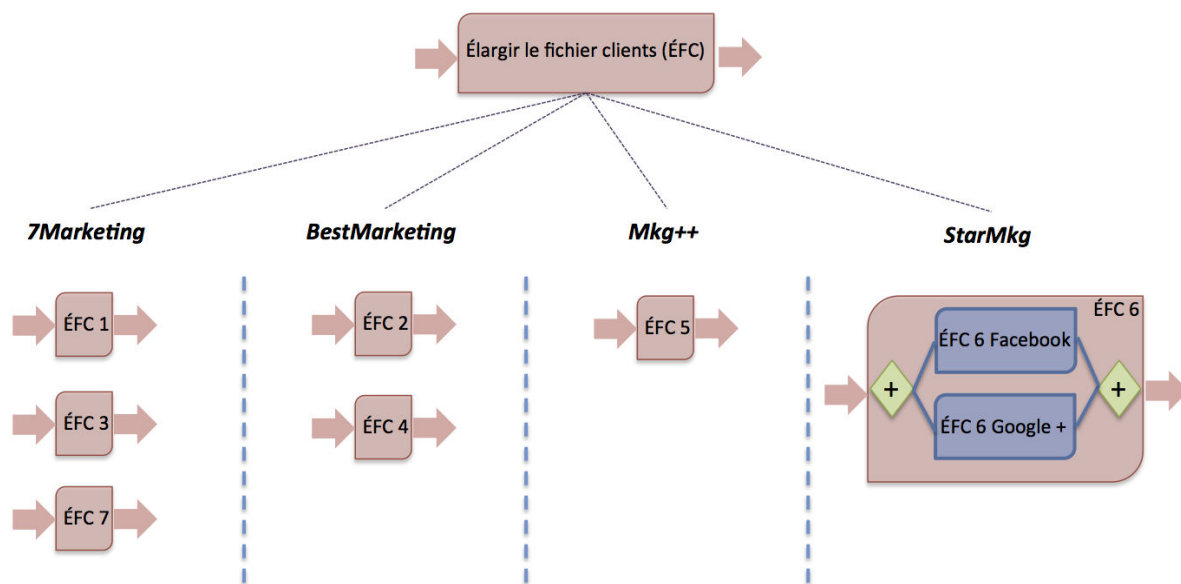 Élargir le fichier clients (ÉFC)
7Marketing
BestMarketing
Mkg++
StarMkg
ÉFC 1
ÉFC 3
ÉFC 7
ÉFC 2
ÉFC 4
ÉFC 5
ÉFC 6
ÉFC 6 Facebook
+
+
ÉFC 6 Google +